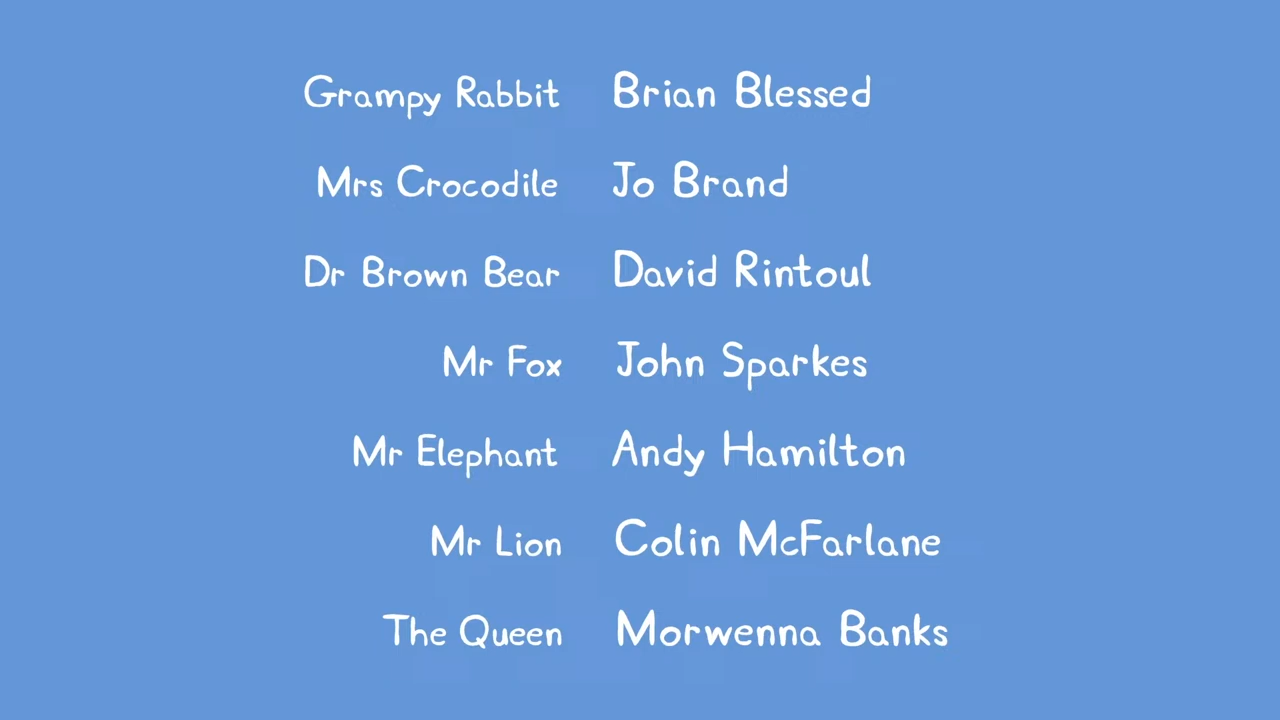 Grampy Rabbit Brian Blessed
Mrs Crocodile Jo Brand
Dr Brown Bear David Rintoul
Mr Fox John Sparkes
Mr Elephant Andy Hamilton
Mr Lion Colin McFarlane
The Queen Morwenna Banks